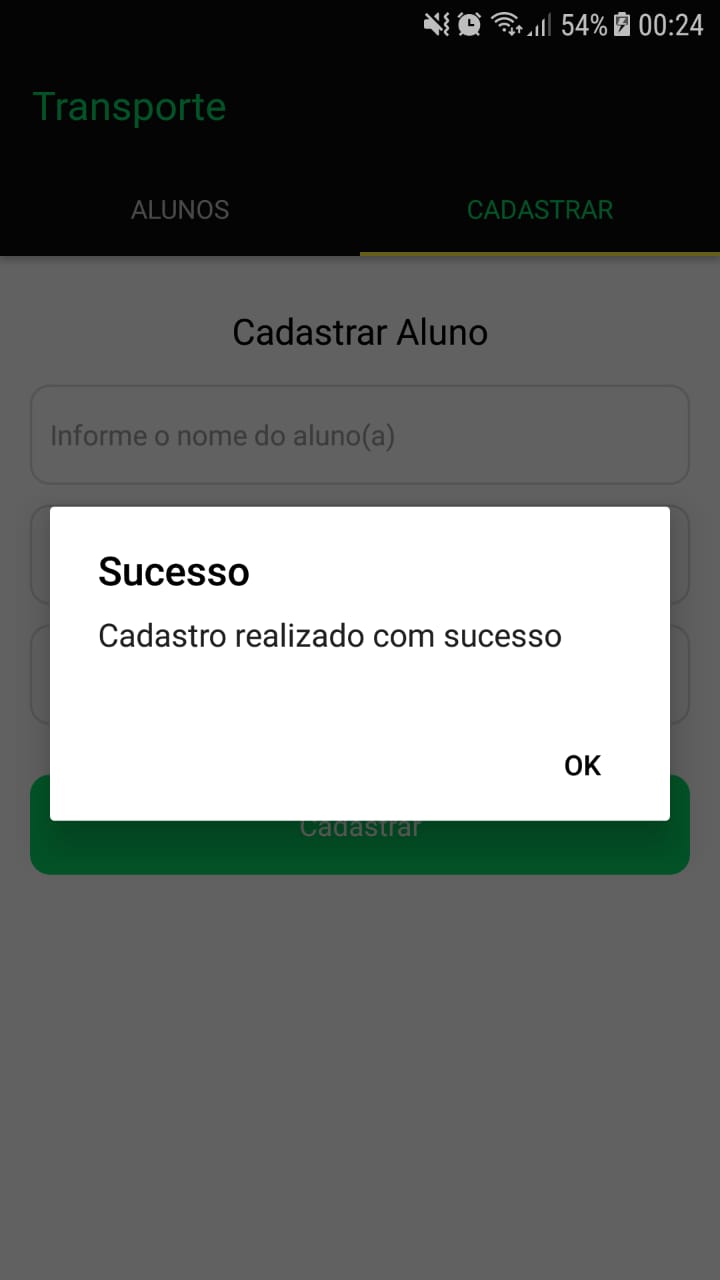 54% 00:24
Transporte
ALUNOS CADASTRAR
Cadastrar Aluno
Informe o nome do aluno(a)
Sucesso
Cadastro realizado com sucesso
OK
Cadastrar